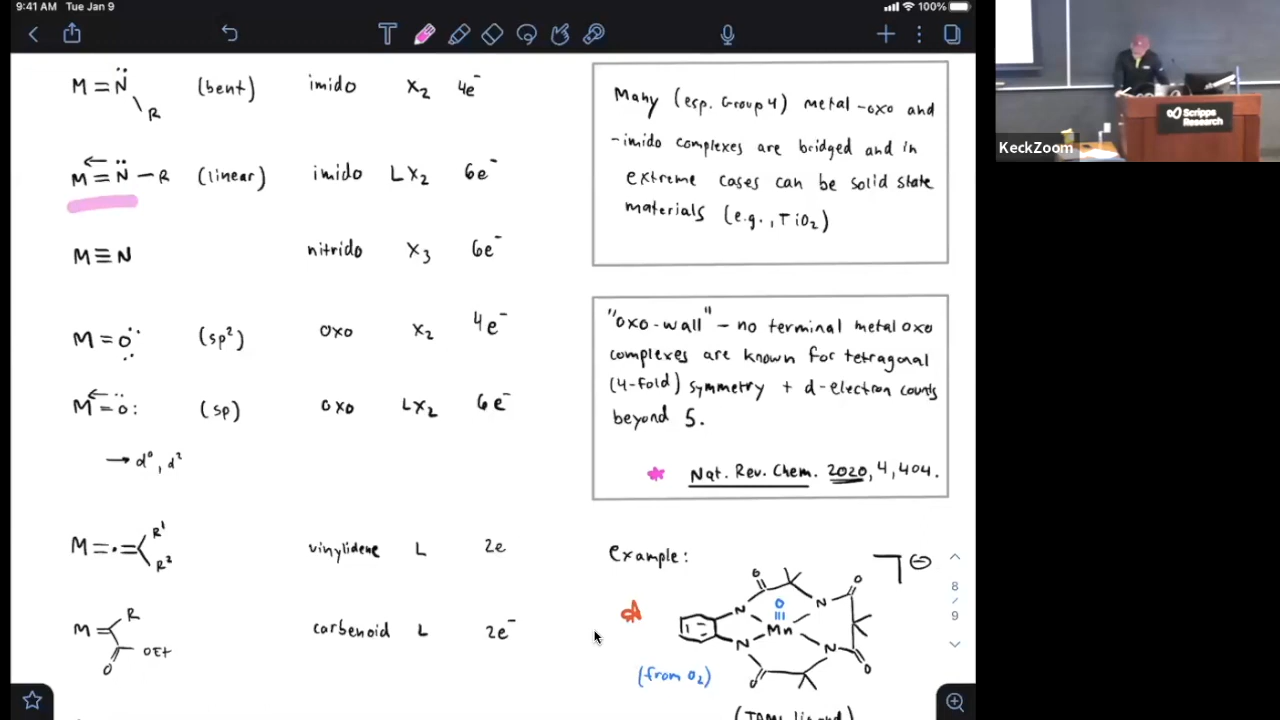 9:41 AM Tue Jan 9
100%
M=N̈ R (bent) imido X₂ 4e⁻
M=N̈–R (linear) imido LX₂ 6e⁻
M≡N nitrido X₃ 6e⁻
M=O (sp²) oxo X₂ 4e⁻
M=O: (sp) oxo LX₂ 6e⁻
→ d⁰, d²
M=·= R¹ R² vinylidene L 2e
M= R O OEt carbenoid L 2e⁻
Many (esp. Group 4) metal-oxo and
-imido complexes are bridged and in
extreme cases can be solid state
materials (e.g., TiO₂)
"oxo-wall" – no terminal metal oxo
complexes are known for tetragonal
(4-fold) symmetry + d-electron counts
beyond 5.
* Nat. Rev. Chem. 2020, 4, 404.
example:
⊖
O O
O
N N
Mn
N N
O O
(from O₂)
8
/
9
KeckZoom
Scripps
Research